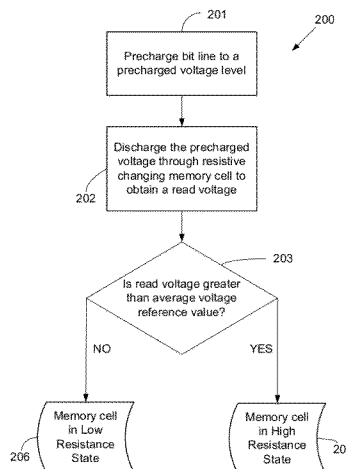 201
200
Precharge bit line to a
precharged voltage level
Discharge the precharged
voltage through resistive
changing memory cell to
obtain a read voltage
202
203
Is read voltage greater
than average voltage
reference value?
NO
YES
Memory cell
in Low
Resistance
State
206
Memory cell
in High
Resistance
State
20